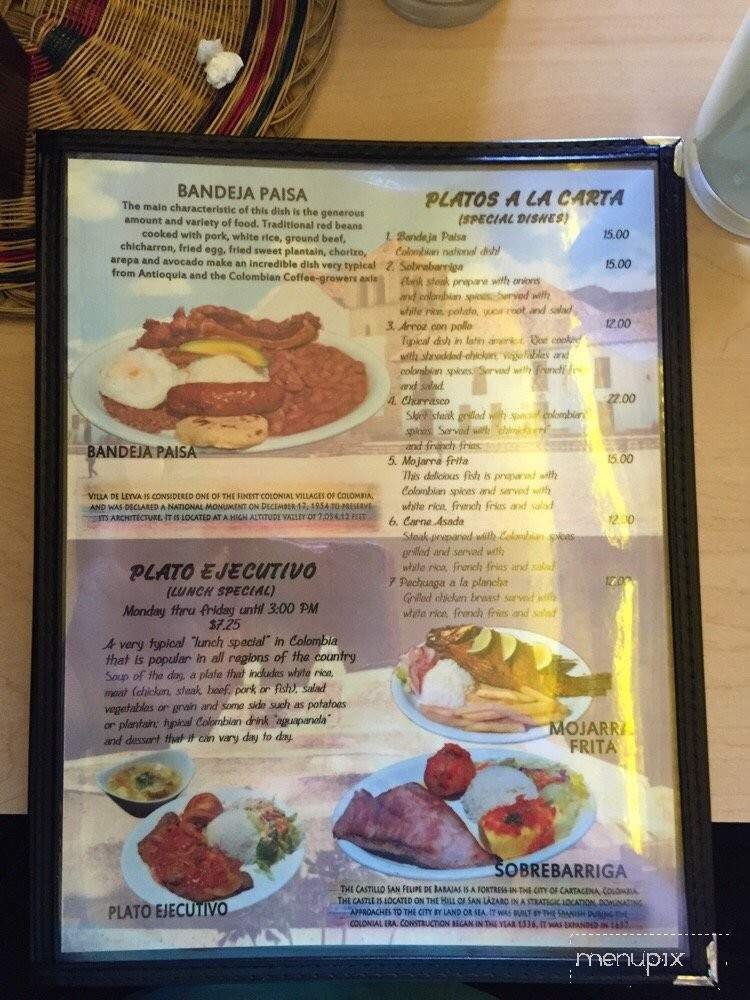 BANDEJA PAISA
The main characteristic of this dish is the generous
amount and variety of food. Traditional red beans
cooked with pork, white rice, ground beef,
chicharron, fried egg, fried sweet plantain, chorizo,
arepa and avocado make an incredible dish very typical
from Antioquia and the Colombian Coffee-growers axis
BANDEJA PAISA
VILLA DE LEYVA IS CONSIDERED ONE OF THE FINEST COLONIAL VILLAGES OF COLOMBIA,
AND WAS DECLARED A NATIONAL MONUMENT ON DECEMBER 17, 1954 TO PRESERVE
ITS ARCHITECTURE. IT IS LOCATED AT A HIGH ALTITUDE VALLEY OF 7,034.12 FEET
PLATO EJECUTIVO
(LUNCH SPECIAL)
Monday thru friday until 3:00 PM
$7.25
A very typical "lunch special" in Colombia
that is popular in all regions of the country
Soup of the day, a plate that includes white rice,
meat (chicken, steak, beef, pork or fish), salad
vegetables or grain and some side such as potatoes
or plantain; typical Colombian drink "aguapanela"
and dessert that it can vary day to day.
PLATO EJECUTIVO
PLATOS A LA CARTA
(SPECIAL DISHES)
1. Bandeja Paisa 15.00
Colombian national dish!
2. Sobrebarriga 15.00
flank steak prepare with onions
and colombian spices. Served with
white rice, potato, yuca root and salad
3. Arroz con pollo 12.00
Typical dish in latin america. Rice cooked
with shredded chicken, vegetables and
colombian spices. Served with french fries
and salad.
4. Churrasco 22.00
Skirt steak grilled with special colombian
spices. Served with "chimichurri"
and french fries.
5. Mojarra frita 15.00
This delicious fish is prepared with
Colombian spices and served with
white rice, french fries and salad
6. Carne Asada 12.00
Steak prepared with Colombian spices
grilled and served with
white rice, french fries and salad
7 Pechuaga a la plancha 12.00
Grilled chicken breast served with
white rice, french fries and salad
MOJARRA
FRITA
SOBREBARRIGA
THE CASTILLO SAN FELIPE DE BARAJAS IS A FORTRESS IN THE CITY OF CARTAGENA, COLOMBIA.
THE CASTLE IS LOCATED ON THE HILL OF SAN LÁZARO IN A STRATEGIC LOCATION, DOMINATING
APPROACHES TO THE CITY BY LAND OR SEA. IT WAS BUILT BY THE SPANISH DURING THE
COLONIAL ERA. CONSTRUCTION BEGAN IN THE YEAR 1536, IT WAS EXPANDED IN 1657
menupix